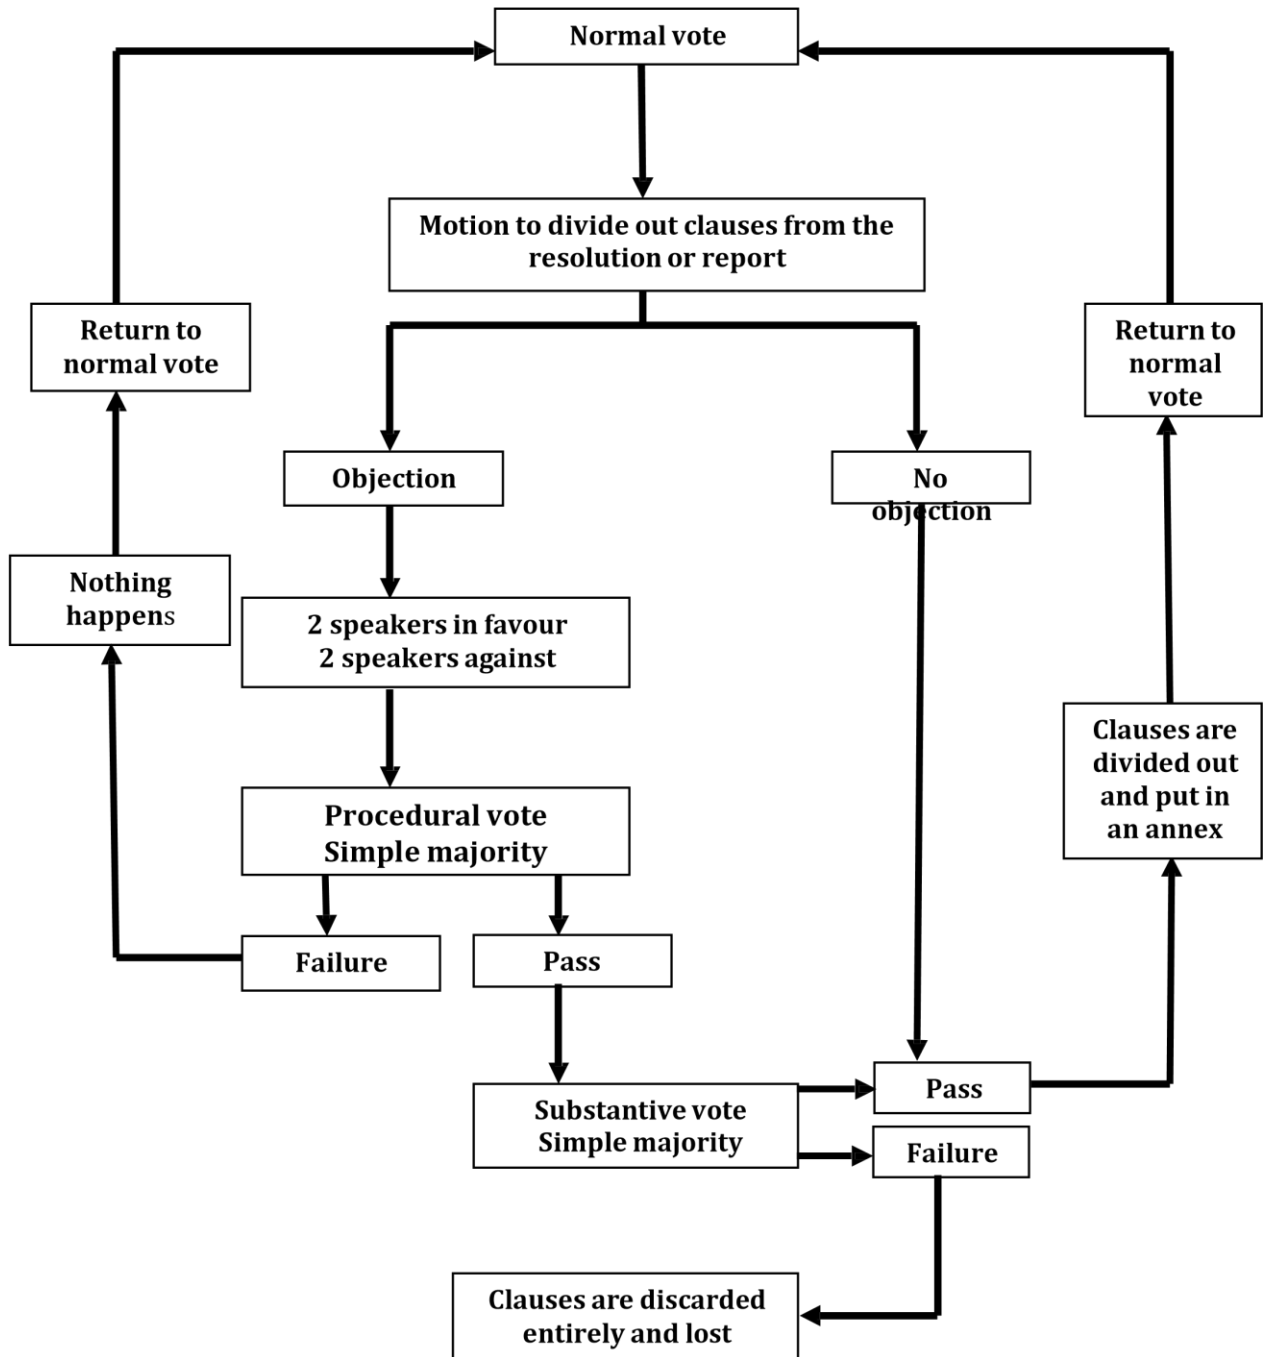 Normal vote
Motion to divide out clauses from the
resolution or report
Return to
normal vote
Return to
normal
vote
Objection
No
objection
Nothing
happens
2 speakers in favour
2 speakers against
Clauses are
divided out
and put in
an annex
Procedural vote
Simple majority
Failure
Pass
Pass
Substantive vote
Simple majority
Failure
Clauses are discarded
entirely and lost